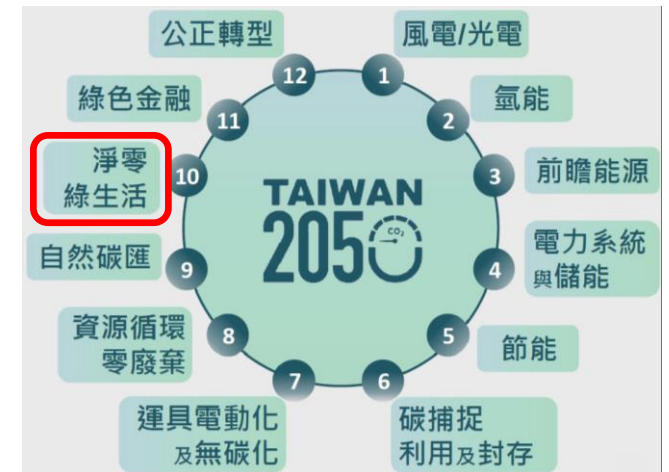 公正轉型
風電/光電
12
1
綠色金融
11
2
氫能
淨零
綠生活
10
TAIWAN
2050
CO₂
3
前瞻能源
自然碳匯
9
4
電力系統
與儲能
資源循環
零廢棄
8
5
節能
7
6
運具電動化
及無碳化
碳捕捉
利用及封存